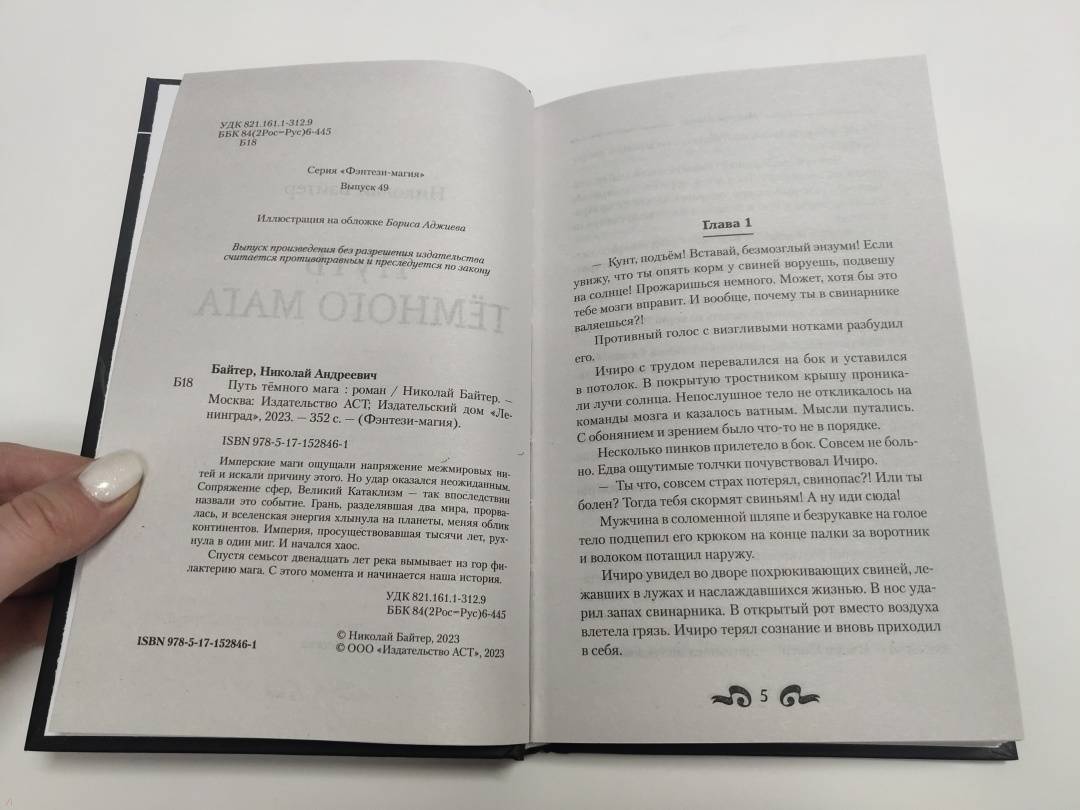 УДК 821.161.1-312.9
ББК 84(2Рос=Рус)6-445
Б18
Серия «Фэнтези-магия»
Выпуск 49
Иллюстрация на обложке Бориса Аджиева
Выпуск произведения без разрешения издательства
считается противоправным и преследуется по закону
ТЁМНОГО МАГА
Байтер, Николай Андреевич
Б18 Путь тёмного мага : роман / Николай Байтер. –
Москва: Издательство АСТ; Издательский дом «Ле-
нинград», 2023. — 352 с. — (Фэнтези-магия).
ISBN 978-5-17-152846-1
Имперские маги ощущали напряжение межмировых ни-
тей и искали причину этого. Но удар оказался неожиданным.
Сопряжение сфер, Великий Катаклизм — так впоследствии
назвали это событие. Грань, разделявшая два мира, прорва-
лась, и вселенская энергия хлынула на планеты, меняя облик
континентов. Империя, просуществовавшая тысячи лет, рух-
нула в один миг. И начался хаос.
Спустя семьсот двенадцать лет река вымывает из гор фи-
лактерию мага. С этого момента и начинается наша история.
УДК 821.161.1-312.9
ББК 84(2Рос=Рус)6-445
ISBN 978-5-17-152846-1
© Николай Байтер, 2023
© ООО «Издательство АСТ», 2023
Глава 1
— Кунт, подъём! Вставай, безмозглый энзуми! Если
увижу, что ты опять корм у свиней воруешь, подвешу
на солнце! Прожаришься немного. Может, хотя бы это
тебе мозги вправит. И вообще, почему ты в свинарнике
валяешься?!
Противный голос с визгливыми нотками разбудил
его.
Ичиро с трудом перевалился на бок и уставился
в потолок. В покрытую тростником крышу проника-
ли лучи солнца. Непослушное тело не откликалось на
команды мозга и казалось ватным. Мысли путались.
С обонянием и зрением было что-то не в порядке.
Несколько пинков прилетело в бок. Совсем не боль-
но. Едва ощутимые толчки почувствовал Ичиро.
— Ты что, совсем страх потерял, свинопас?! Или ты
болен? Тогда тебя скормят свиньям! А ну иди сюда!
Мужчина в соломенной шляпе и безрукавке на голое
тело подцепил его крюком на конце палки за воротник
и волоком потащил наружу.
Ичиро увидел во дворе похрюкивающих свиней, ле-
жавших в лужах и наслаждавшихся жизнью. В нос уда-
рил запах свинарника. В открытый рот вместо воздуха
влетела грязь. Ичиро терял сознание и вновь приходил
в себя.
5